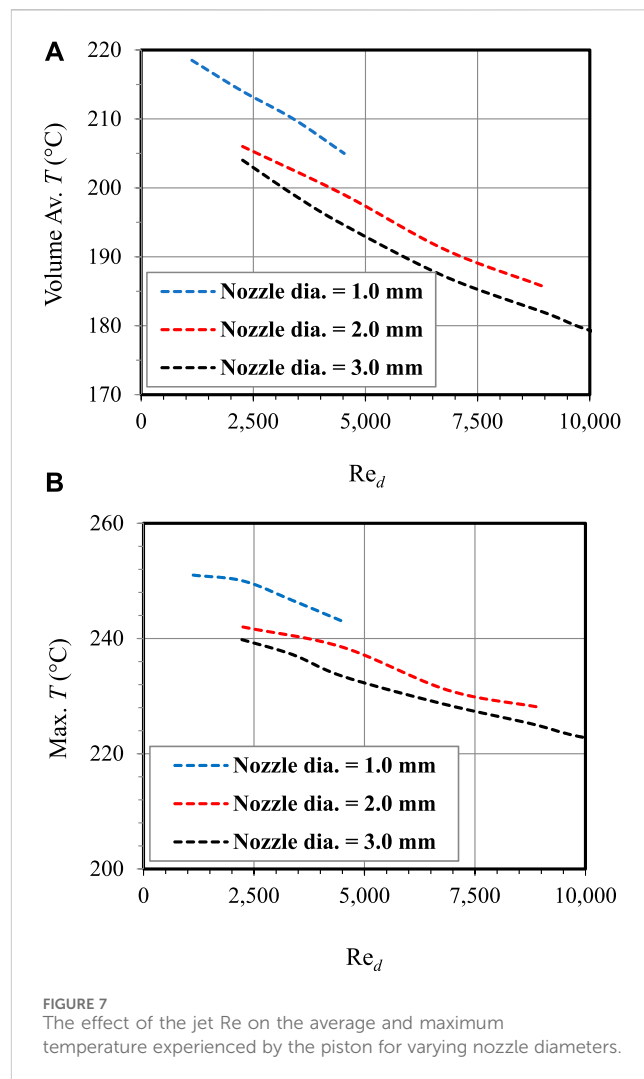 A
220
210
200
190
180
170
Volume Av. T (°C)
Nozzle dia. = 1.0 mm
Nozzle dia. = 2.0 mm
Nozzle dia. = 3.0 mm
0 2,500 5,000 7,500 10,000
Re_d
B
260
240
220
200
Max. T (°C)
Nozzle dia. = 1.0 mm
Nozzle dia. = 2.0 mm
Nozzle dia. = 3.0 mm
0 2,500 5,000 7,500 10,000
Re_d
FIGURE 7
The effect of the jet Re on the average and maximum
temperature experienced by the piston for varying nozzle diameters.